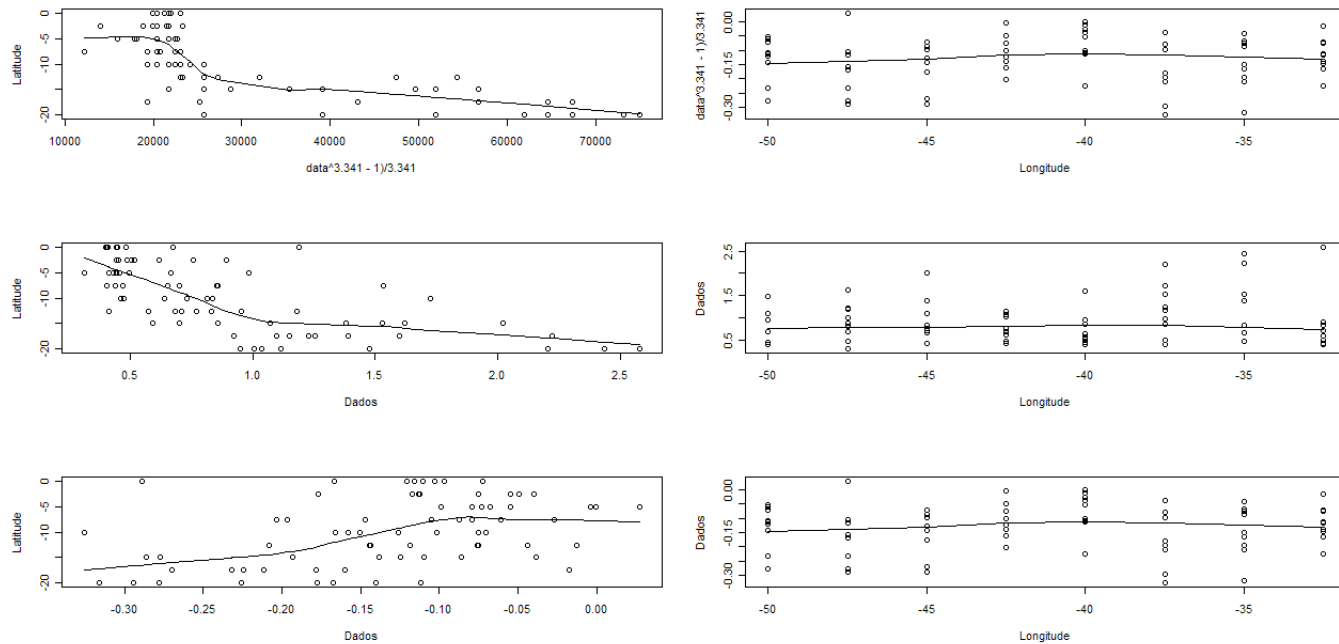 Latitude
0
-5
-10
-20
10000 20000 30000 40000 50000 60000 70000
data^3.341 - 1)/3.341
data^3.341 - 1)/3.341
0.00
-0.15
-0.30
-50 -45 -40 -35
Longitude
Latitude
0
-5
-10
-20
0.5 1.0 1.5 2.0 2.5
Dados
Dados
2.5
1.5
0.5
-50 -45 -40 -35
Longitude
Latitude
0
-5
-10
-20
-0.30 -0.25 -0.20 -0.15 -0.10 -0.05 0.00
Dados
Dados
0.00
-0.15
-0.30
-50 -45 -40 -35
Longitude